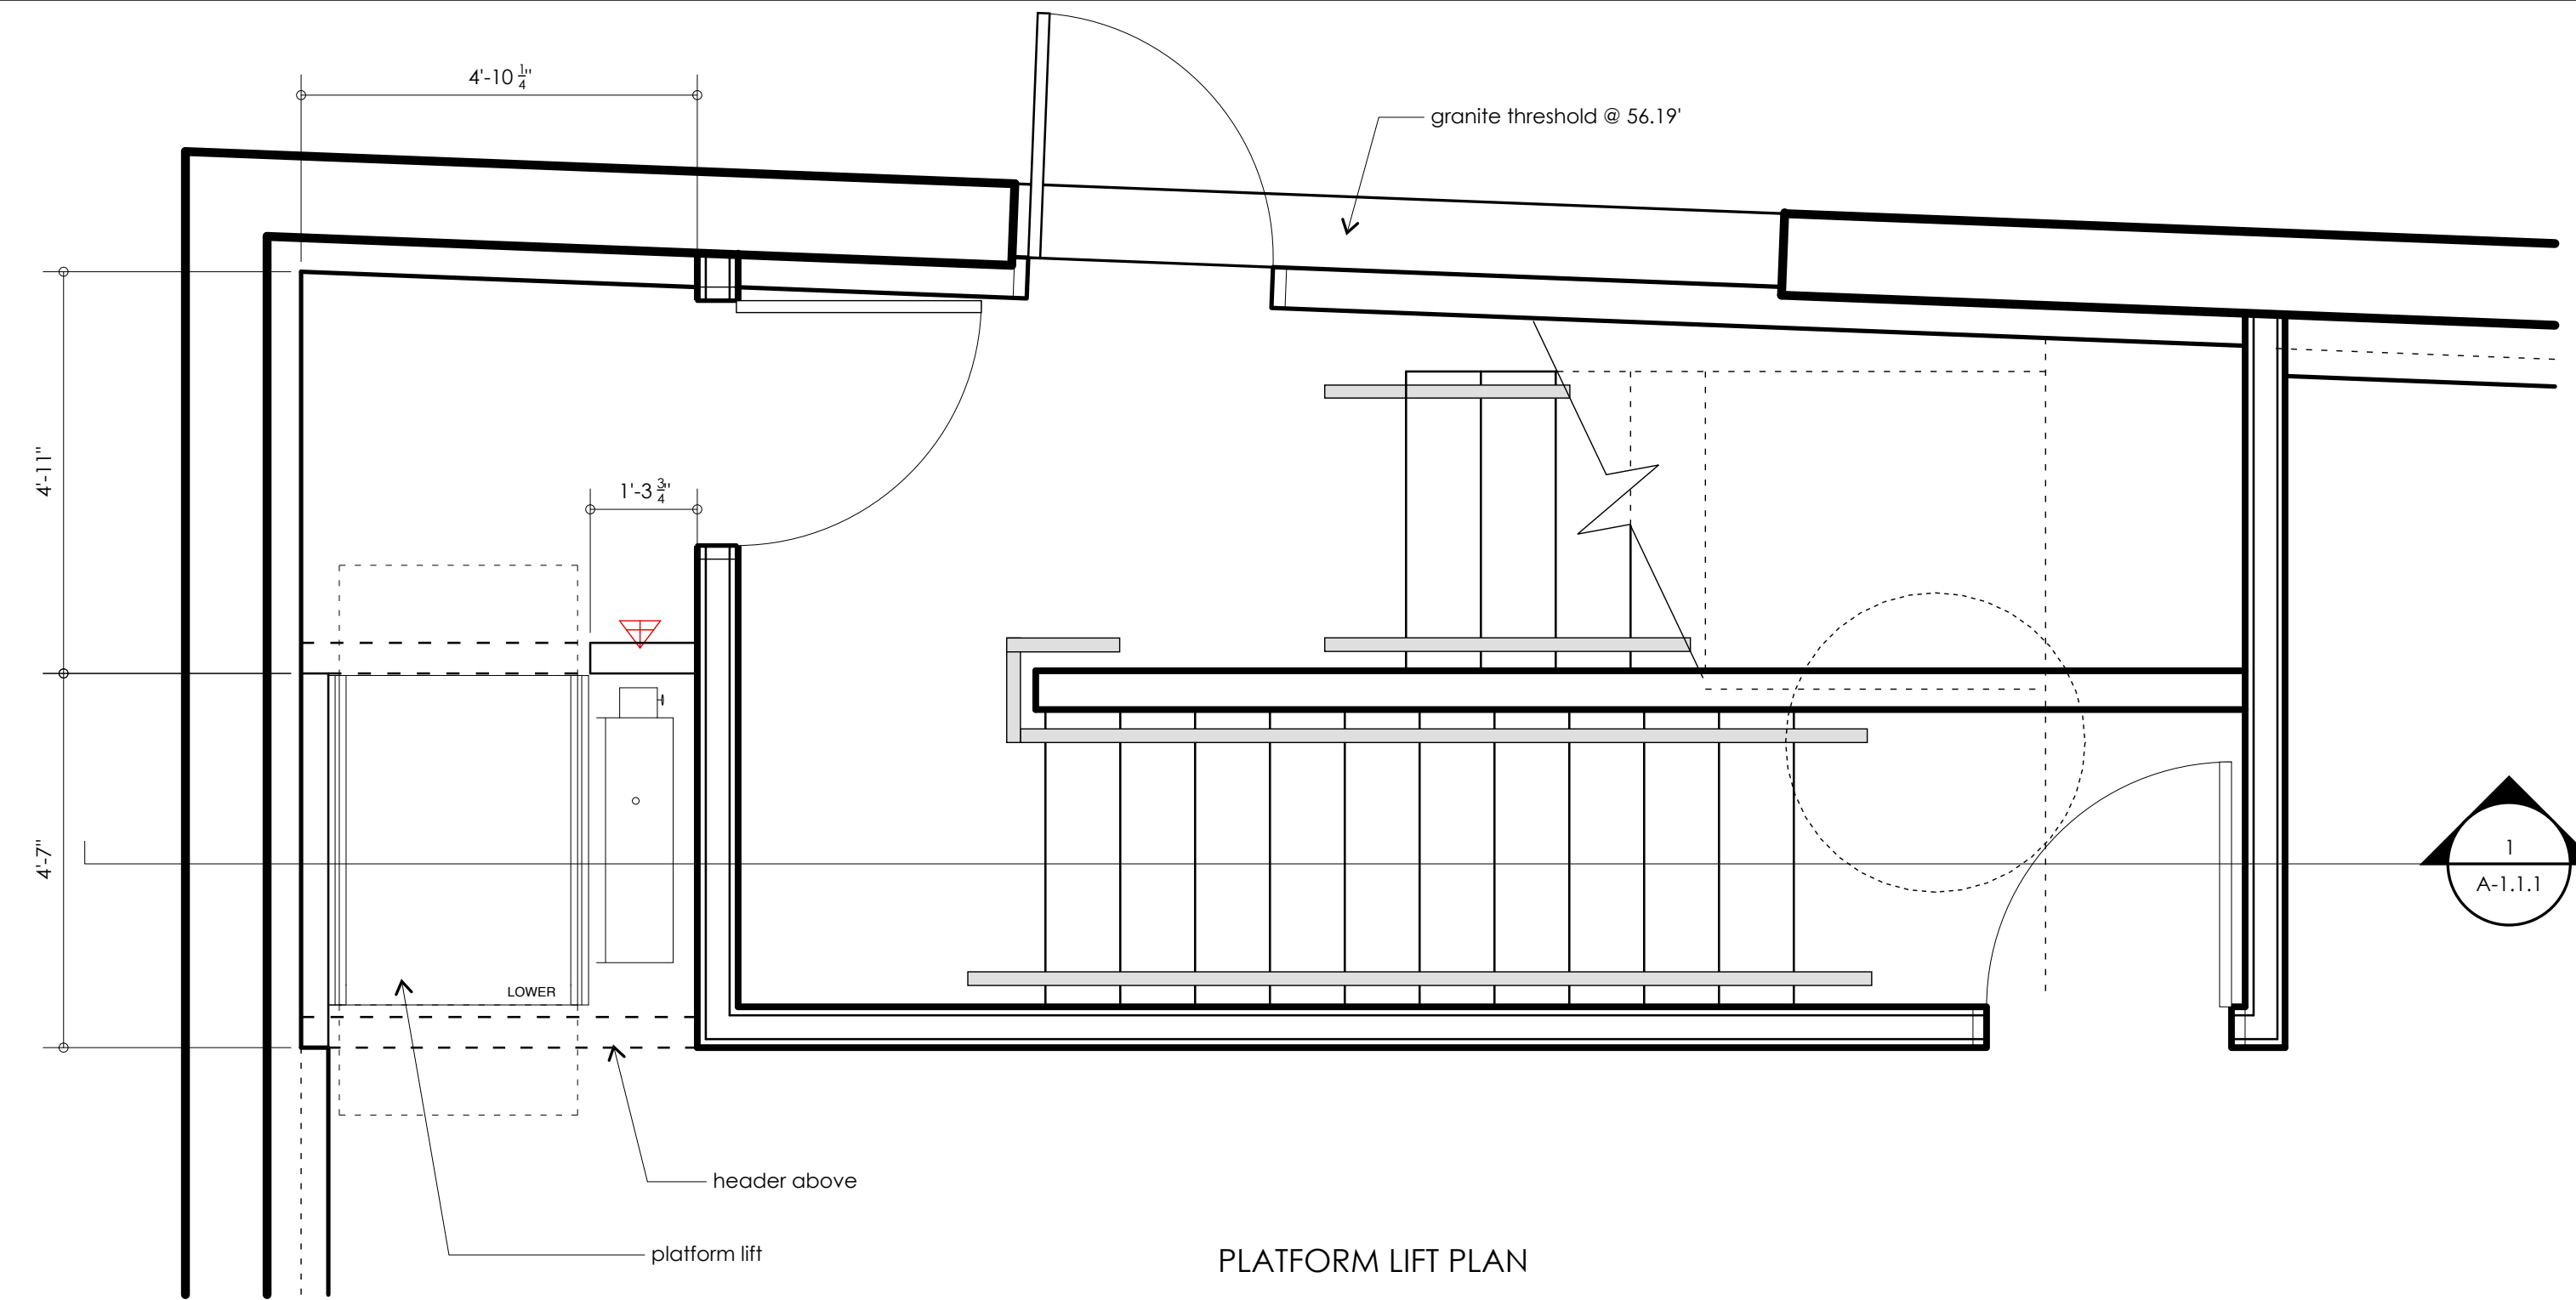 4'-10 1/4"
granite threshold @ 56.19'
4'-11"
1'-3 3/4"
4'-7"
1
A-1.1.1
LOWER
header above
platform lift
PLATFORM LIFT PLAN